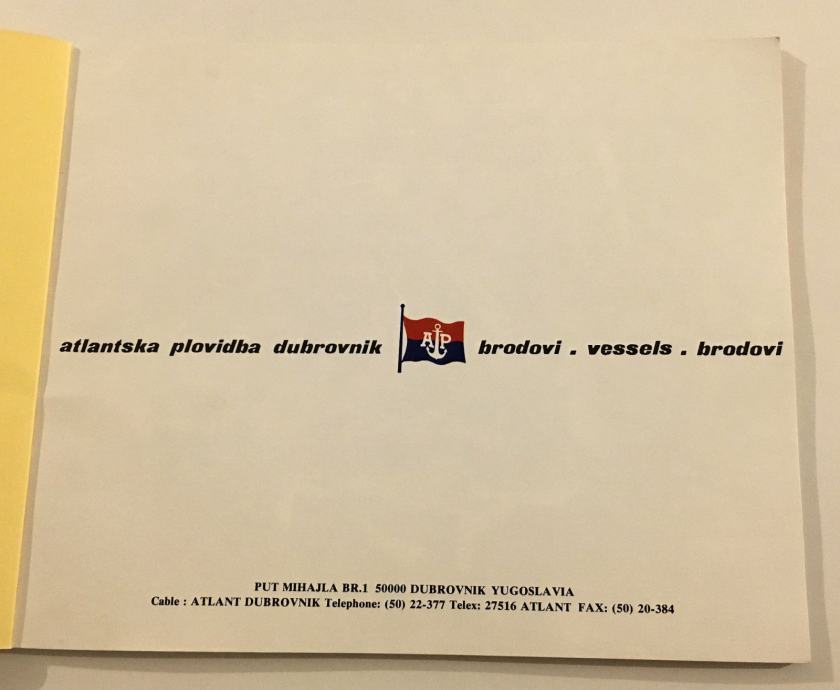 atlantska plovidba dubrovnik AP brodovi . vessels . brodovi
PUT MIHAJLA BR.1 50000 DUBROVNIK YUGOSLAVIA
Cable : ATLANT DUBROVNIK Telephone: (50) 22-377 Telex: 27516 ATLANT FAX: (50) 20-384